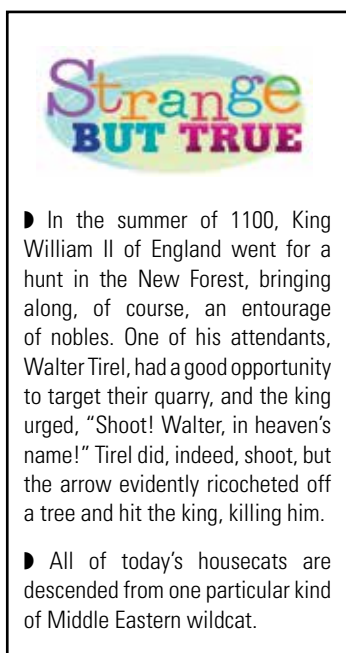 Strange
BUT TRUE
◗ In the summer of 1100, King
William II of England went for a
hunt in the New Forest, bringing
along, of course, an entourage
of nobles. One of his attendants,
Walter Tirel, had a good opportunity
to target their quarry, and the king
urged, “Shoot! Walter, in heaven’s
name!” Tirel did, indeed, shoot, but
the arrow evidently ricocheted off
a tree and hit the king, killing him.
◗ All of today’s housecats are
descended from one particular kind
of Middle Eastern wildcat.